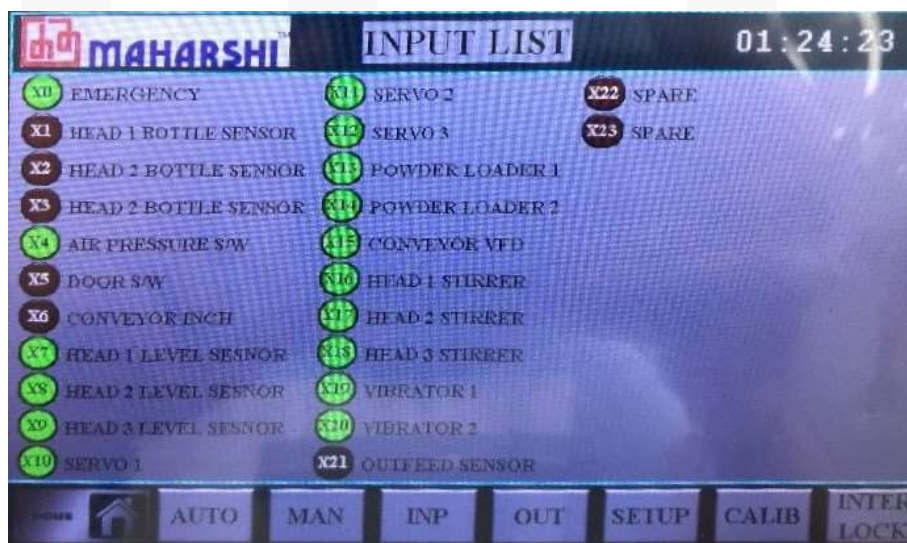 MAHARSHI™
INPUT LIST
01:24:23
X0 EMERGENCY
X1 HEAD 1 BOTTLE SENSOR
X2 HEAD 2 BOTTLE SENSOR
X3 HEAD 2 BOTTLE SENSOR
X4 AIR PRESSURE S/W
X5 DOOR S/W
X6 CONVEYOR INCH
X7 HEAD 1 LEVEL SESNOR
X8 HEAD 2 LEVEL SESNOR
X9 HEAD 3 LEVEL SESNOR
X10 SERVO 1
X11 SERVO 2
X12 SERVO 3
X13 POWDER LOADER 1
X14 POWDER LOADER 2
X15 CONVEYOR VFD
X16 HEAD 1 STIRRER
X17 HEAD 2 STIRRER
X18 HEAD 3 STIRRER
X19 VIBRATOR 1
X20 VIBRATOR 2
X21 OUTFEED SENSOR
X22 SPARE
X23 SPARE
HOME
AUTO
MAN
INP
OUT
SETUP
CALIB
INTER
LOCK